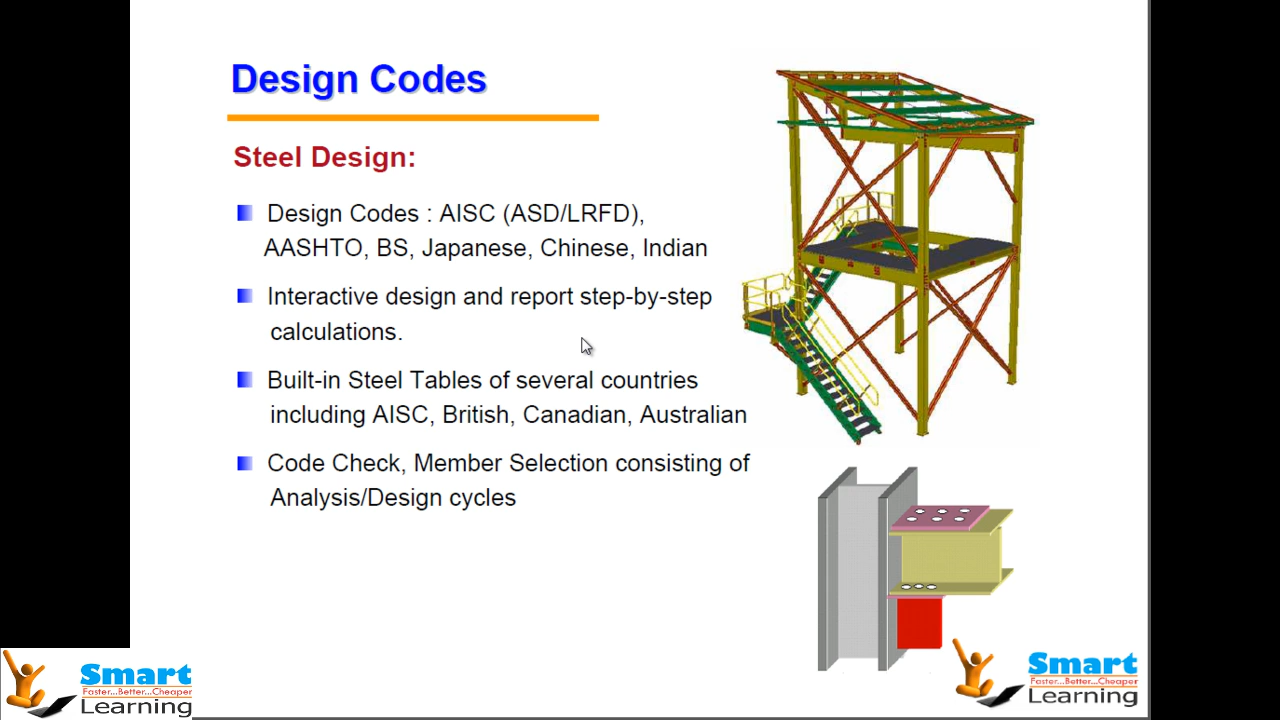 Design Codes
Steel Design:
Design Codes : AISC (ASD/LRFD),
AASHTO, BS, Japanese, Chinese, Indian
Interactive design and report step-by-step
calculations.
Built-in Steel Tables of several countries
including AISC, British, Canadian, Australian
Code Check, Member Selection consisting of
Analysis/Design cycles
Smart
Faster...Better...Cheaper
Learning
Smart
Faster...Better...Cheaper
Learning